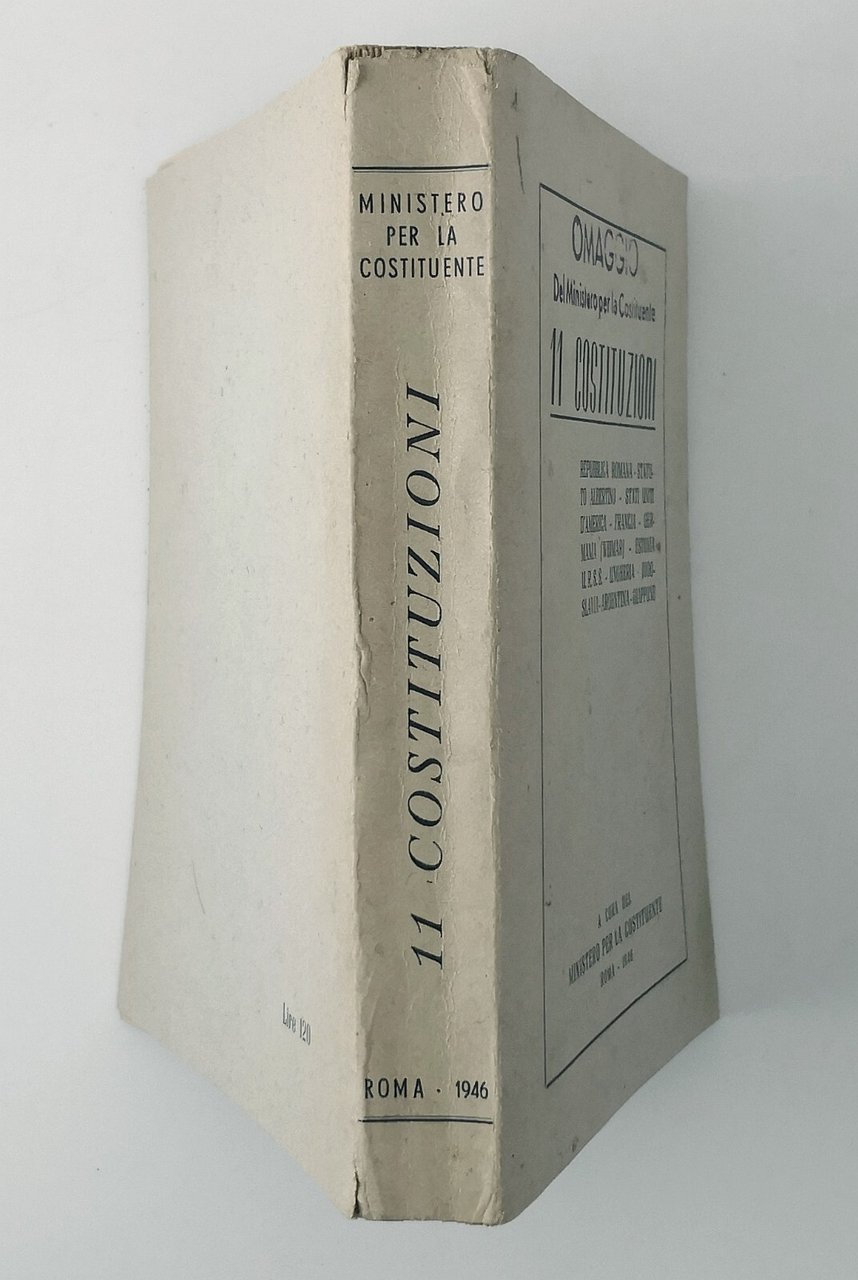 MINISTERO
PER LA
COSTITUENTE
11 COSTITUZIONI
ROMA · 1946
Lire 120
OMAGGIO
Del Ministero per la Costituente
11 COSTITUZIONI
REPUBBLICA ROMANA - STATU-
TO ALBERTINO - STATI UNITI
D'AMERICA - FRANCIA - GER-
MANIA (WEIMAR) - ESTONIA
U.R.S.S. - UNGHERIA - JUGO-
SLAVIA - ARGENTINA - GIAPPONE
A CURA DEL
MINISTERO PER LA COSTITUENTE
ROMA - 1946